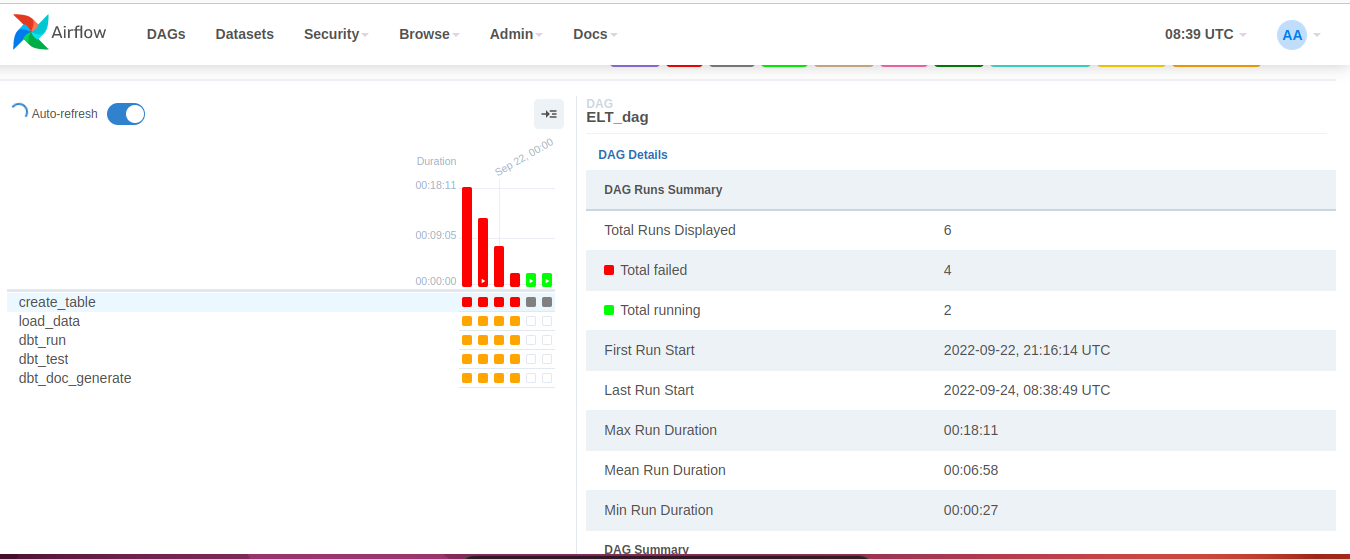 Airflow DAGs Datasets Security Browse Admin Docs 08:39 UTC AA
Auto-refresh
DAG
ELT_dag
DAG Details
Duration
Sep 22, 00:00
00:18:11
00:09:05
00:00:00
create_table
load_data
dbt_run
dbt_test
dbt_doc_generate
DAG Runs Summary
Total Runs Displayed 6
Total failed 4
Total running 2
First Run Start 2022-09-22, 21:16:14 UTC
Last Run Start 2022-09-24, 08:38:49 UTC
Max Run Duration 00:18:11
Mean Run Duration 00:06:58
Min Run Duration 00:00:27
DAG Summary